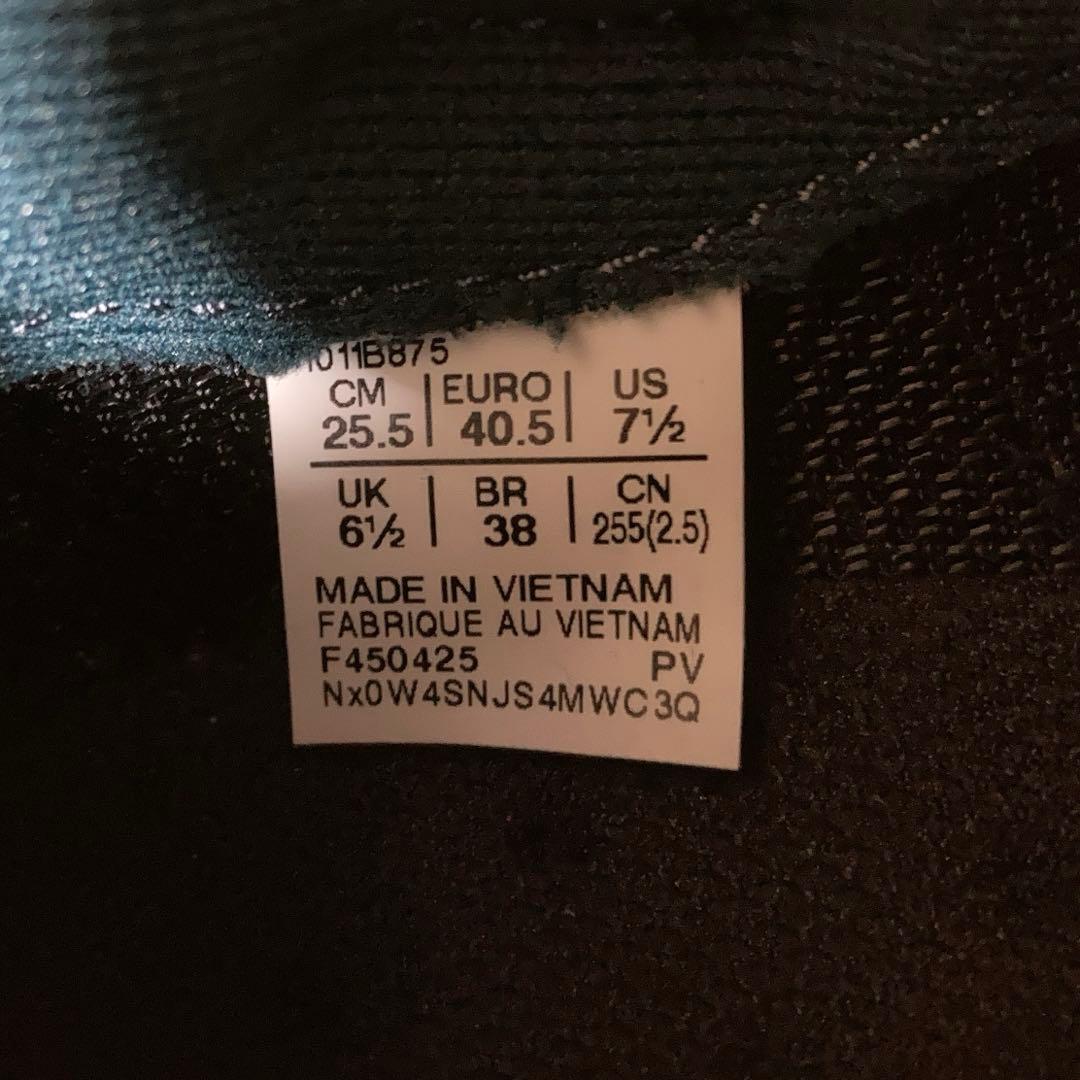 1011B875
CM | EURO | US
25.5 | 40.5 | 7½
UK | BR | CN
6½ | 38 | 255(2.5)
MADE IN VIETNAM
FABRIQUE AU VIETNAM
F450425 PV
Nx0W4SNJS4MWC3Q